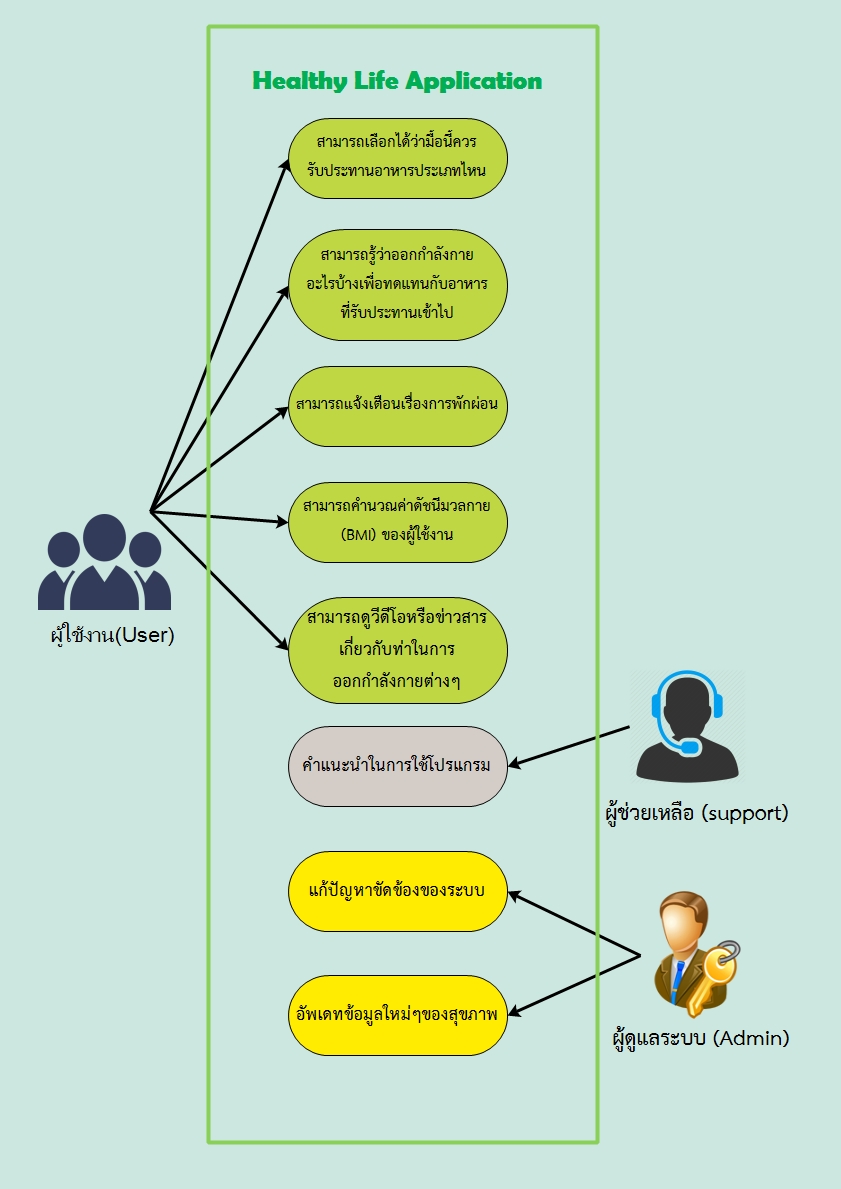 Healthy Life Application
สามารถเลือกได้ว่ามื้อนี้ควร
รับประทานอาหารประเภทไหน
สามารถรู้ว่าออกกำลังกาย
อะไรบ้างเพื่อทดแทนกับอาหาร
ที่รับประทานเข้าไป
สามารถแจ้งเตือนเรื่องการพักผ่อน
สามารถคำนวณค่าดัชนีมวลกาย
(BMI) ของผู้ใช้งาน
สามารถดูวีดีโอหรือข่าวสาร
เกี่ยวกับท่าในการ
ออกกำลังกายต่างๆ
ผู้ใช้งาน(User)
คำแนะนำในการใช้โปรแกรม
ผู้ช่วยเหลือ (support)
แก้ปัญหาขัดข้องของระบบ
อัพเดทข้อมูลใหม่ๆของสุขภาพ
ผู้ดูแลระบบ (Admin)